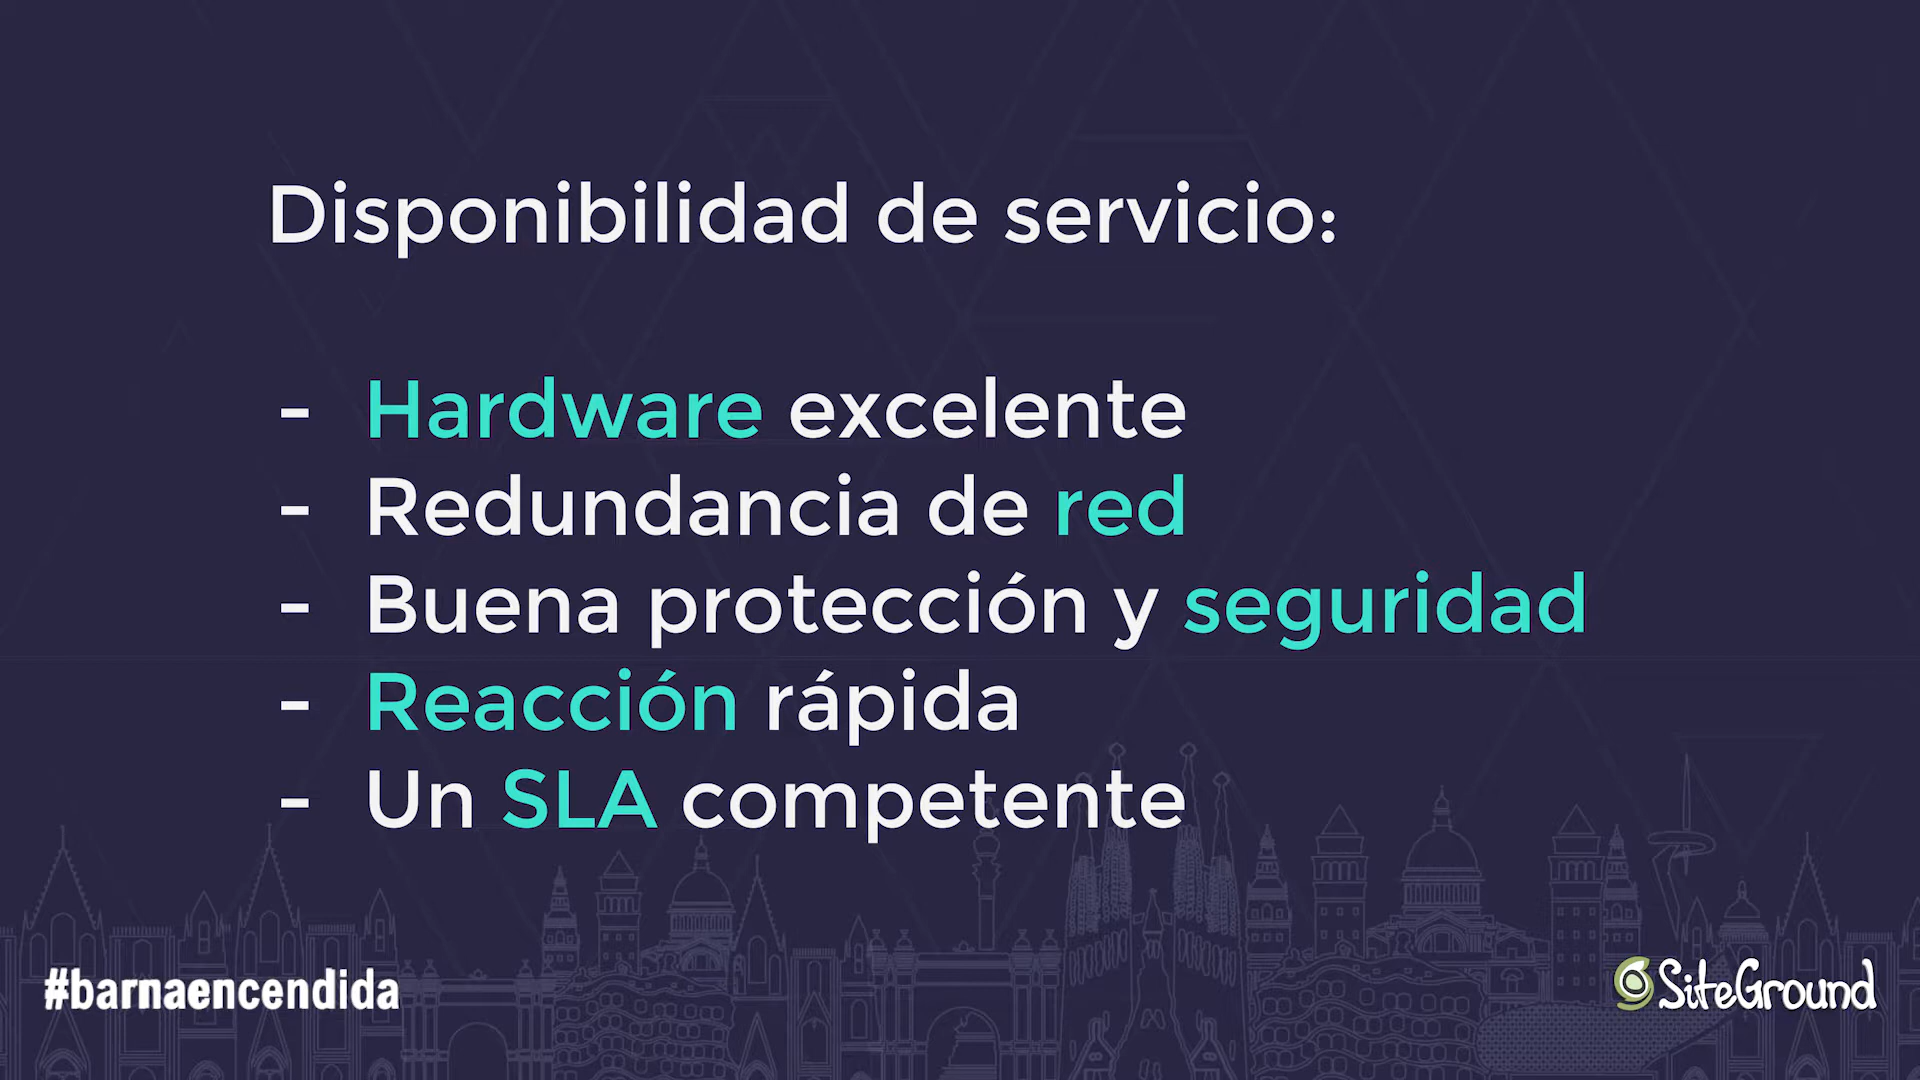 Disponibilidad de servicio:
- Hardware excelente
- Redundancia de red
- Buena protección y seguridad
- Reacción rápida
- Un SLA competente
#barnaencendida
SiteGround